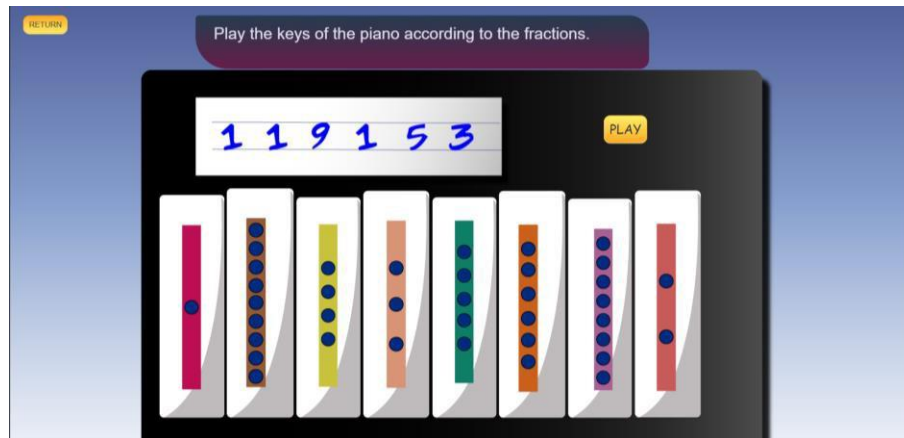 RETURN
Play the keys of the piano according to the fractions.
1 1 9 1 5 3
PLAY